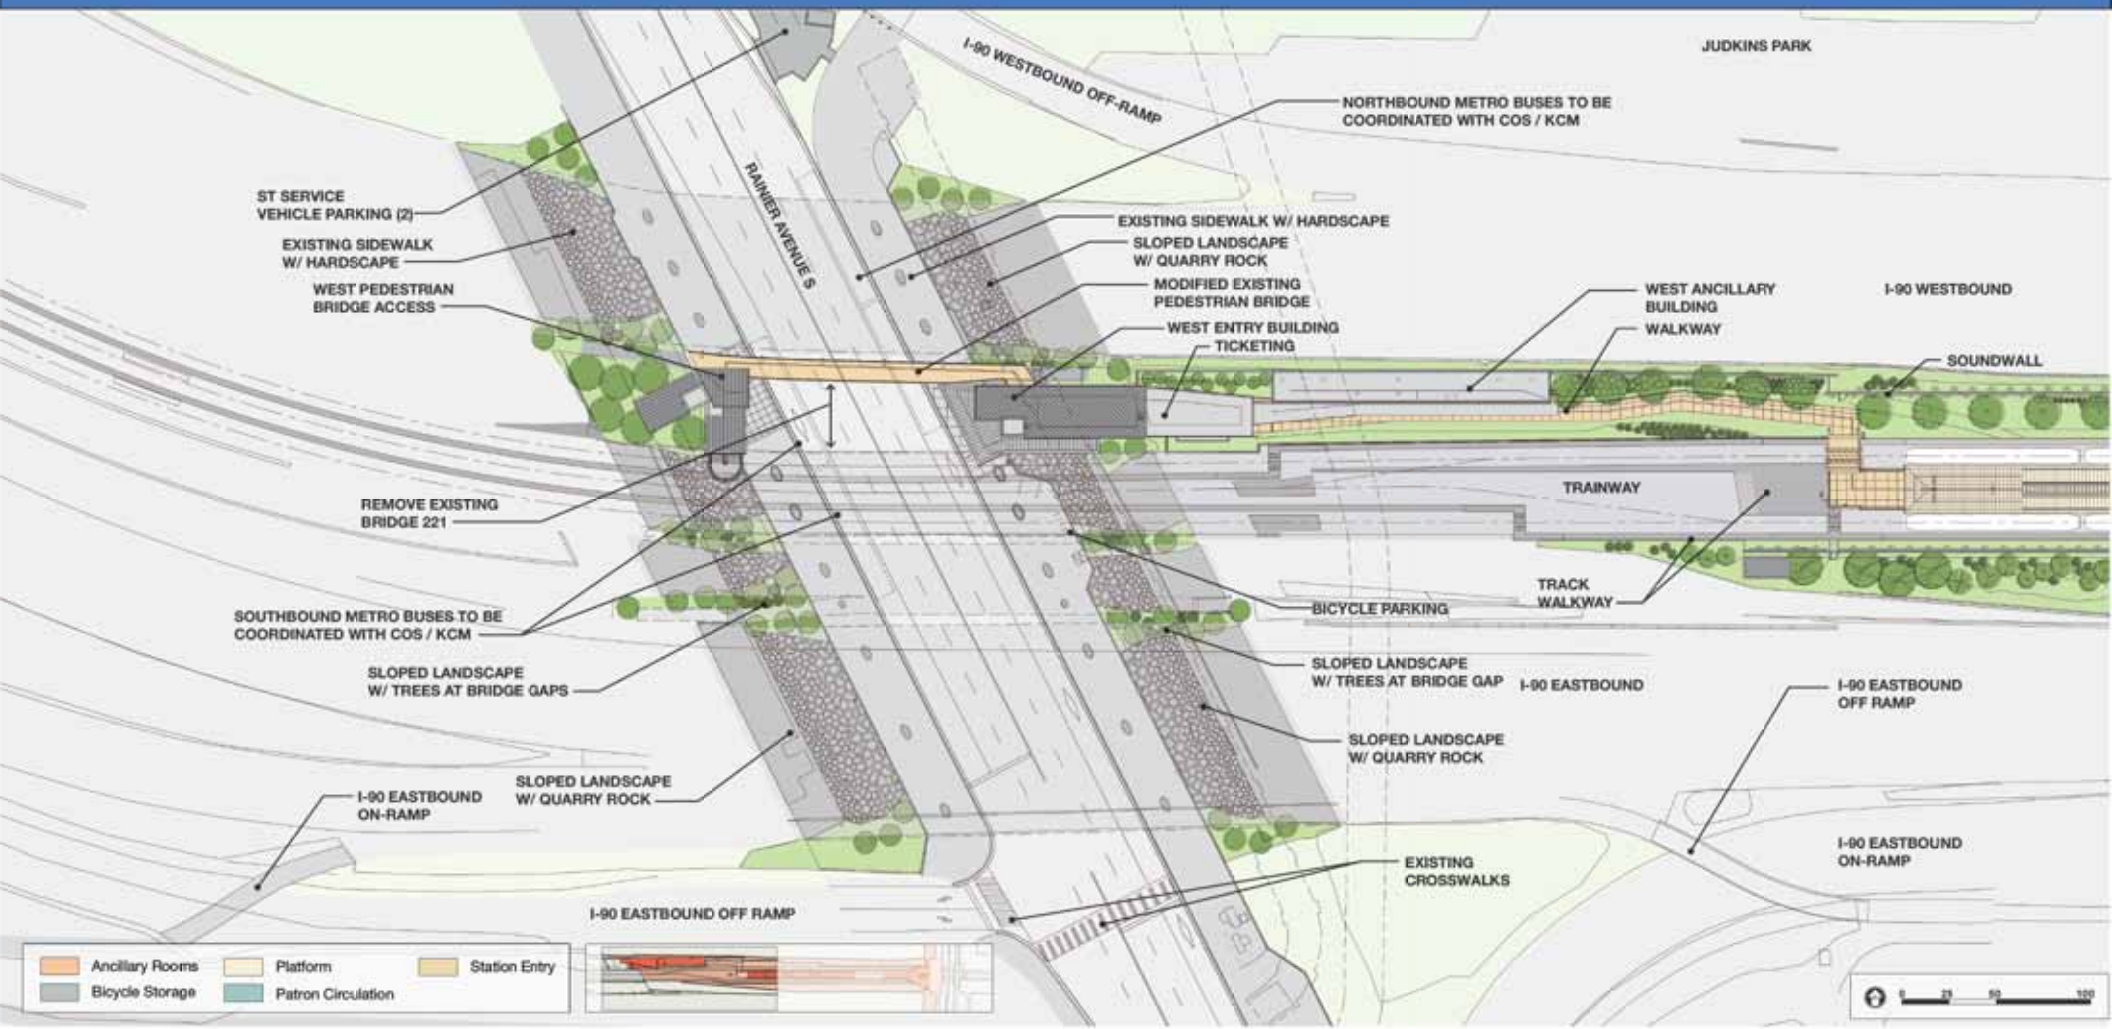 JUDKINS PARK
I-90 WESTBOUND OFF-RAMP
NORTHBOUND METRO BUSES TO BE
COORDINATED WITH COS / KCM
RAINIER AVENUE S
ST SERVICE
VEHICLE PARKING (2)
EXISTING SIDEWALK
W/ HARDSCAPE
WEST PEDESTRIAN
BRIDGE ACCESS
EXISTING SIDEWALK W/ HARDSCAPE
SLOPED LANDSCAPE
W/ QUARRY ROCK
MODIFIED EXISTING
PEDESTRIAN BRIDGE
WEST ENTRY BUILDING
TICKETING
WEST ANCILLARY
BUILDING
I-90 WESTBOUND
WALKWAY
SOUNDWALL
REMOVE EXISTING
BRIDGE 221
TRAINWAY
TRACK
WALKWAY
BICYCLE PARKING
SOUTHBOUND METRO BUSES TO BE
COORDINATED WITH COS / KCM
SLOPED LANDSCAPE
W/ TREES AT BRIDGE GAPS
SLOPED LANDSCAPE
W/ TREES AT BRIDGE GAP
I-90 EASTBOUND
I-90 EASTBOUND
OFF RAMP
SLOPED LANDSCAPE
W/ QUARRY ROCK
SLOPED LANDSCAPE
W/ QUARRY ROCK
I-90 EASTBOUND
ON-RAMP
I-90 EASTBOUND
ON-RAMP
EXISTING
CROSSWALKS
I-90 EASTBOUND OFF RAMP
Ancillary Rooms
Platform
Station Entry
Bicycle Storage
Patron Circulation
0 25 50 100